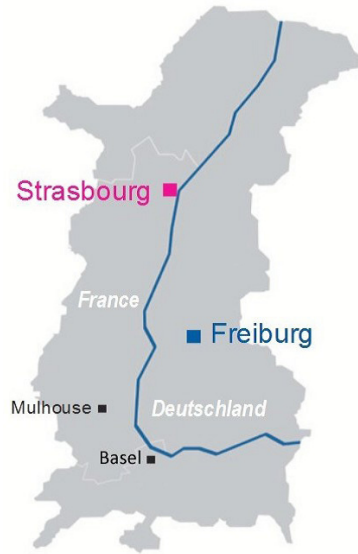 Strasbourg
France
Freiburg
Mulhouse
Deutschland
Basel